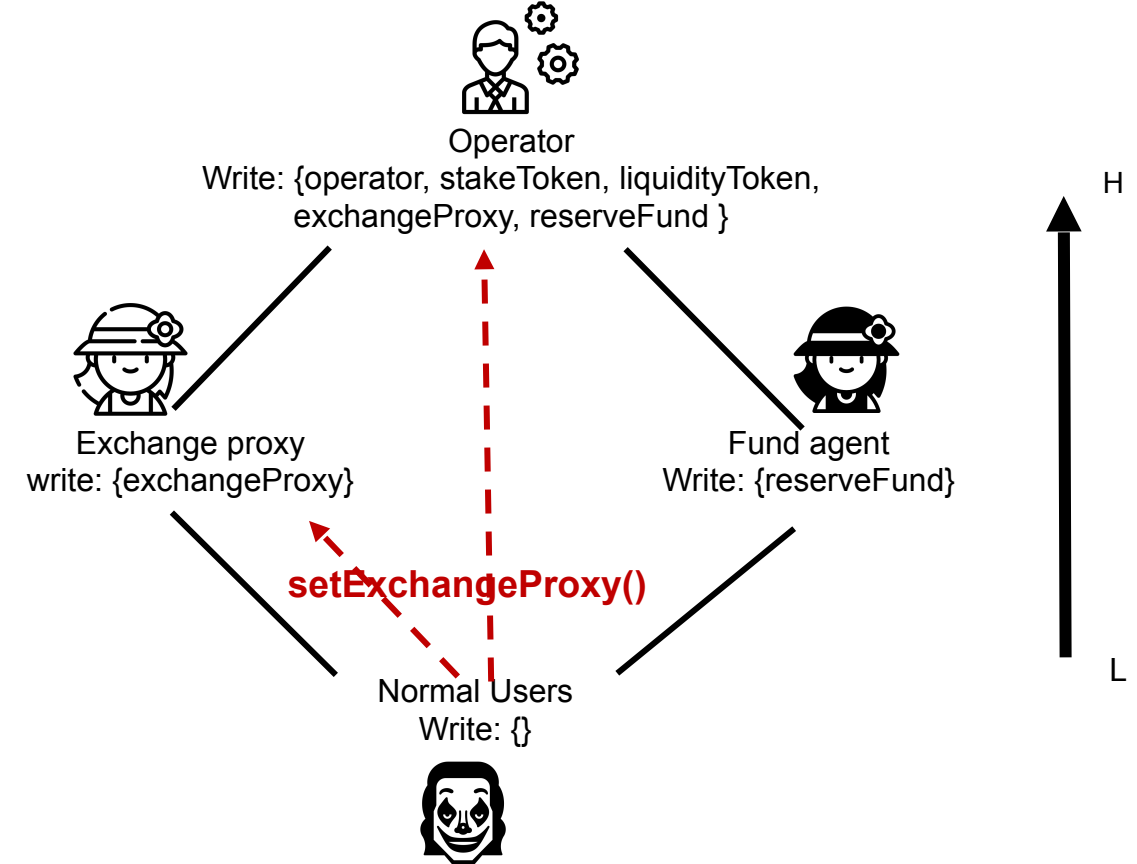 Operator
Write: {operator, stakeToken, liquidityToken,
exchangeProxy, reserveFund }
H
Exchange proxy
write: {exchangeProxy}
Fund agent
Write: {reserveFund}
setExchangeProxy()
L
Normal Users
Write: {}